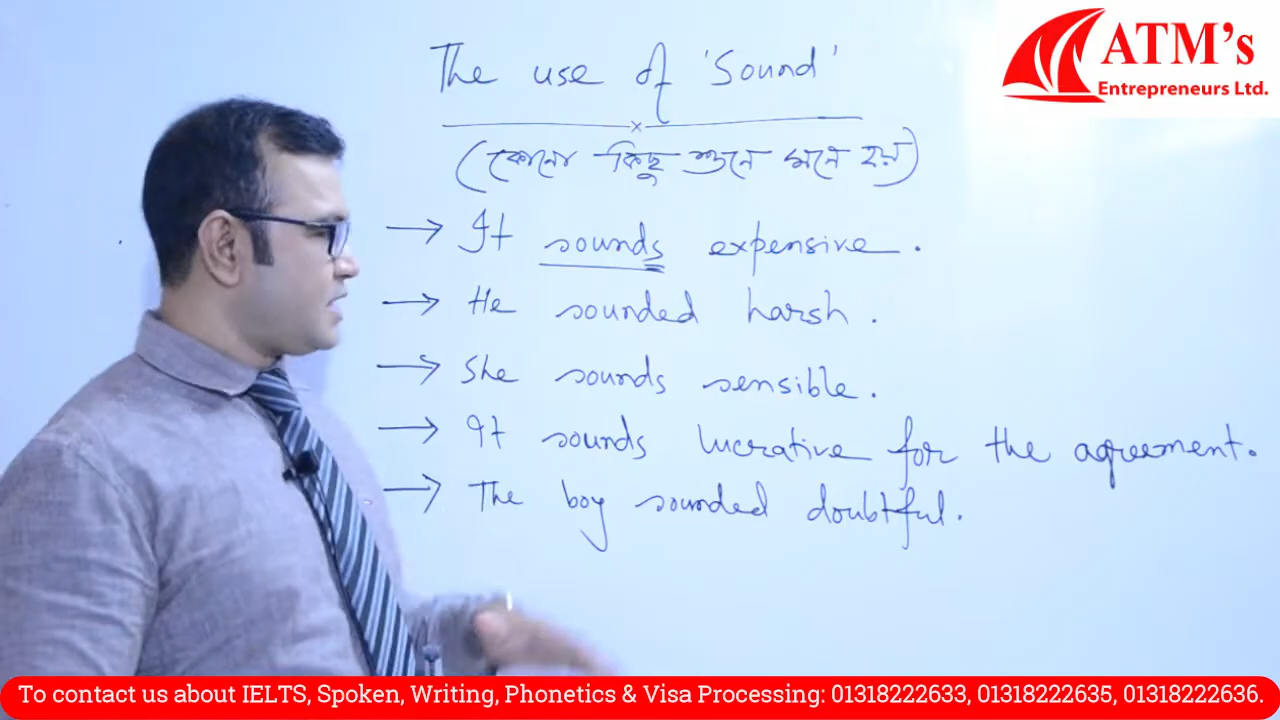 The use of 'Sound'
(কোনো কিছু শুনে মনে হয়)
→ It sounds expensive.
→ He sounded harsh.
→ She sounds sensible.
→ It sounds lucrative for the agreement.
→ The boy sounded doubtful.
ATM's
Entrepreneurs Ltd.
To contact us about IELTS, Spoken, Writing, Phonetics & Visa Processing: 01318222633, 01318222635, 01318222636.